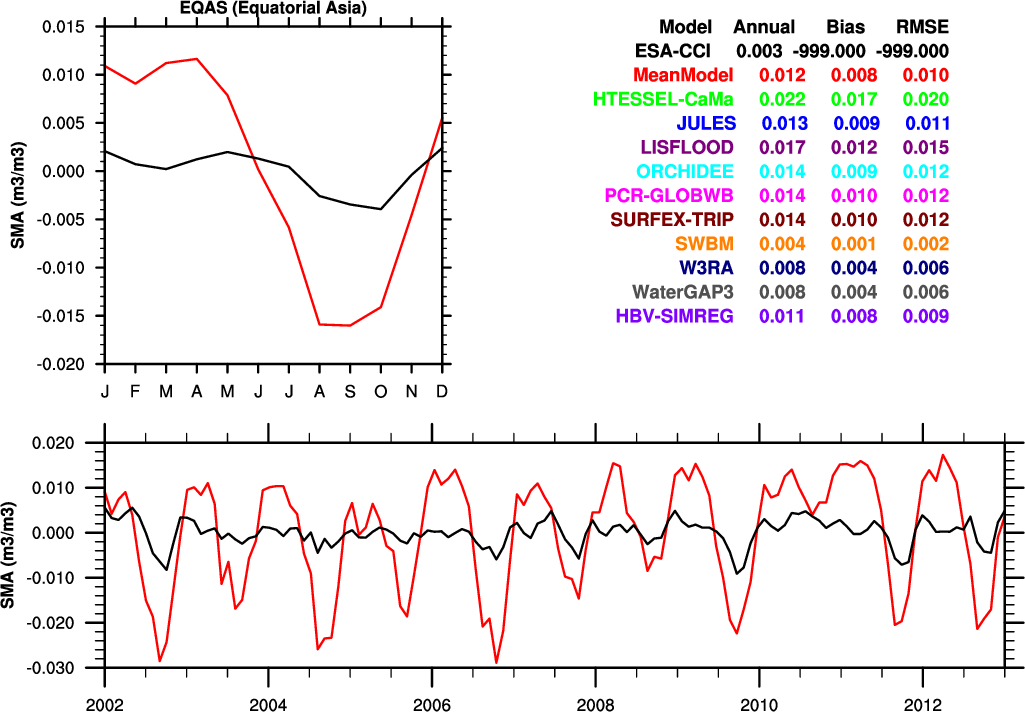 EQAS (Equatorial Asia)
SMA (m3/m3)
0.015
0.010
0.005
0.000
-0.005
-0.010
-0.015
-0.020
J F M A M J J A S O N D
Model Annual Bias RMSE
ESA-CCI 0.003 -999.000 -999.000
MeanModel 0.012 0.008 0.010
HTESSEL-CaMa 0.022 0.017 0.020
JULES 0.013 0.009 0.011
LISFLOOD 0.017 0.012 0.015
ORCHIDEE 0.014 0.009 0.012
PCR-GLOBWB 0.014 0.010 0.012
SURFEX-TRIP 0.014 0.010 0.012
SWBM 0.004 0.001 0.002
W3RA 0.008 0.004 0.006
WaterGAP3 0.008 0.004 0.006
HBV-SIMREG 0.011 0.008 0.009
SMA (m3/m3)
0.020
0.010
0.000
-0.010
-0.020
-0.030
2002 2004 2006 2008 2010 2012